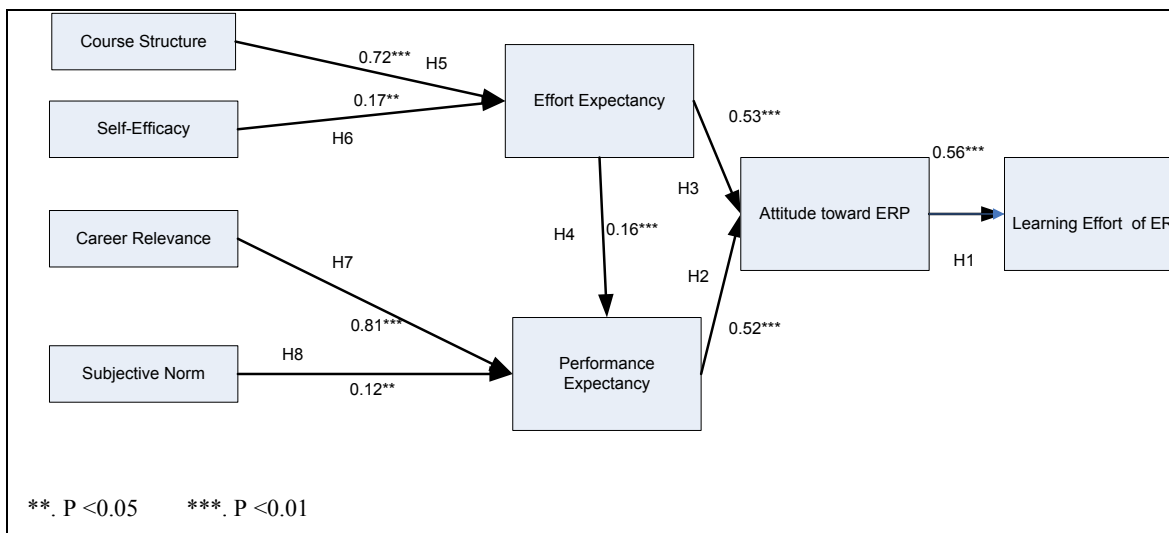 Course Structure
0.72***
H5
0.17**
Self-Efficacy
H6
Effort Expectancy
0.53***
H3
0.56***
Attitude toward ERP
Learning Effort of ER
H1
Career Relevance
H7
H4
0.16***
H2
0.81***
0.52***
H8
Subjective Norm
0.12**
Performance
Expectancy
**. P <0.05 ***. P <0.01